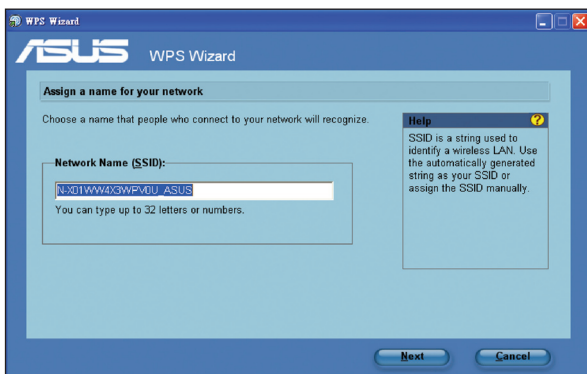 WPS Wizard
ASUS WPS Wizard
Assign a name for your network
Choose a name that people who connect to your network will recognize.
Network Name (SSID):
N-X01WW4X3WPV0U_ASUS
You can type up to 32 letters or numbers.
Help
SSID is a string used to
identify a wireless LAN. Use
the automatically generated
string as your SSID or
assign the SSID manually.
Next Cancel